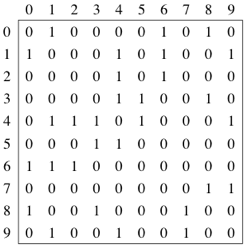 0 1 2 3 4 5 6 7 8 9
0 0 1 0 0 0 0 1 0 1 0
1 1 0 0 0 1 0 1 0 0 1
2 0 0 0 0 1 0 1 0 0 0
3 0 0 0 0 1 1 0 0 1 0
4 0 1 1 1 0 1 0 0 0 1
5 0 0 0 1 1 0 0 0 0 0
6 1 1 1 0 0 0 0 0 0 0
7 0 0 0 0 0 0 0 0 1 1
8 1 0 0 1 0 0 0 1 0 0
9 0 1 0 0 1 0 0 1 0 0